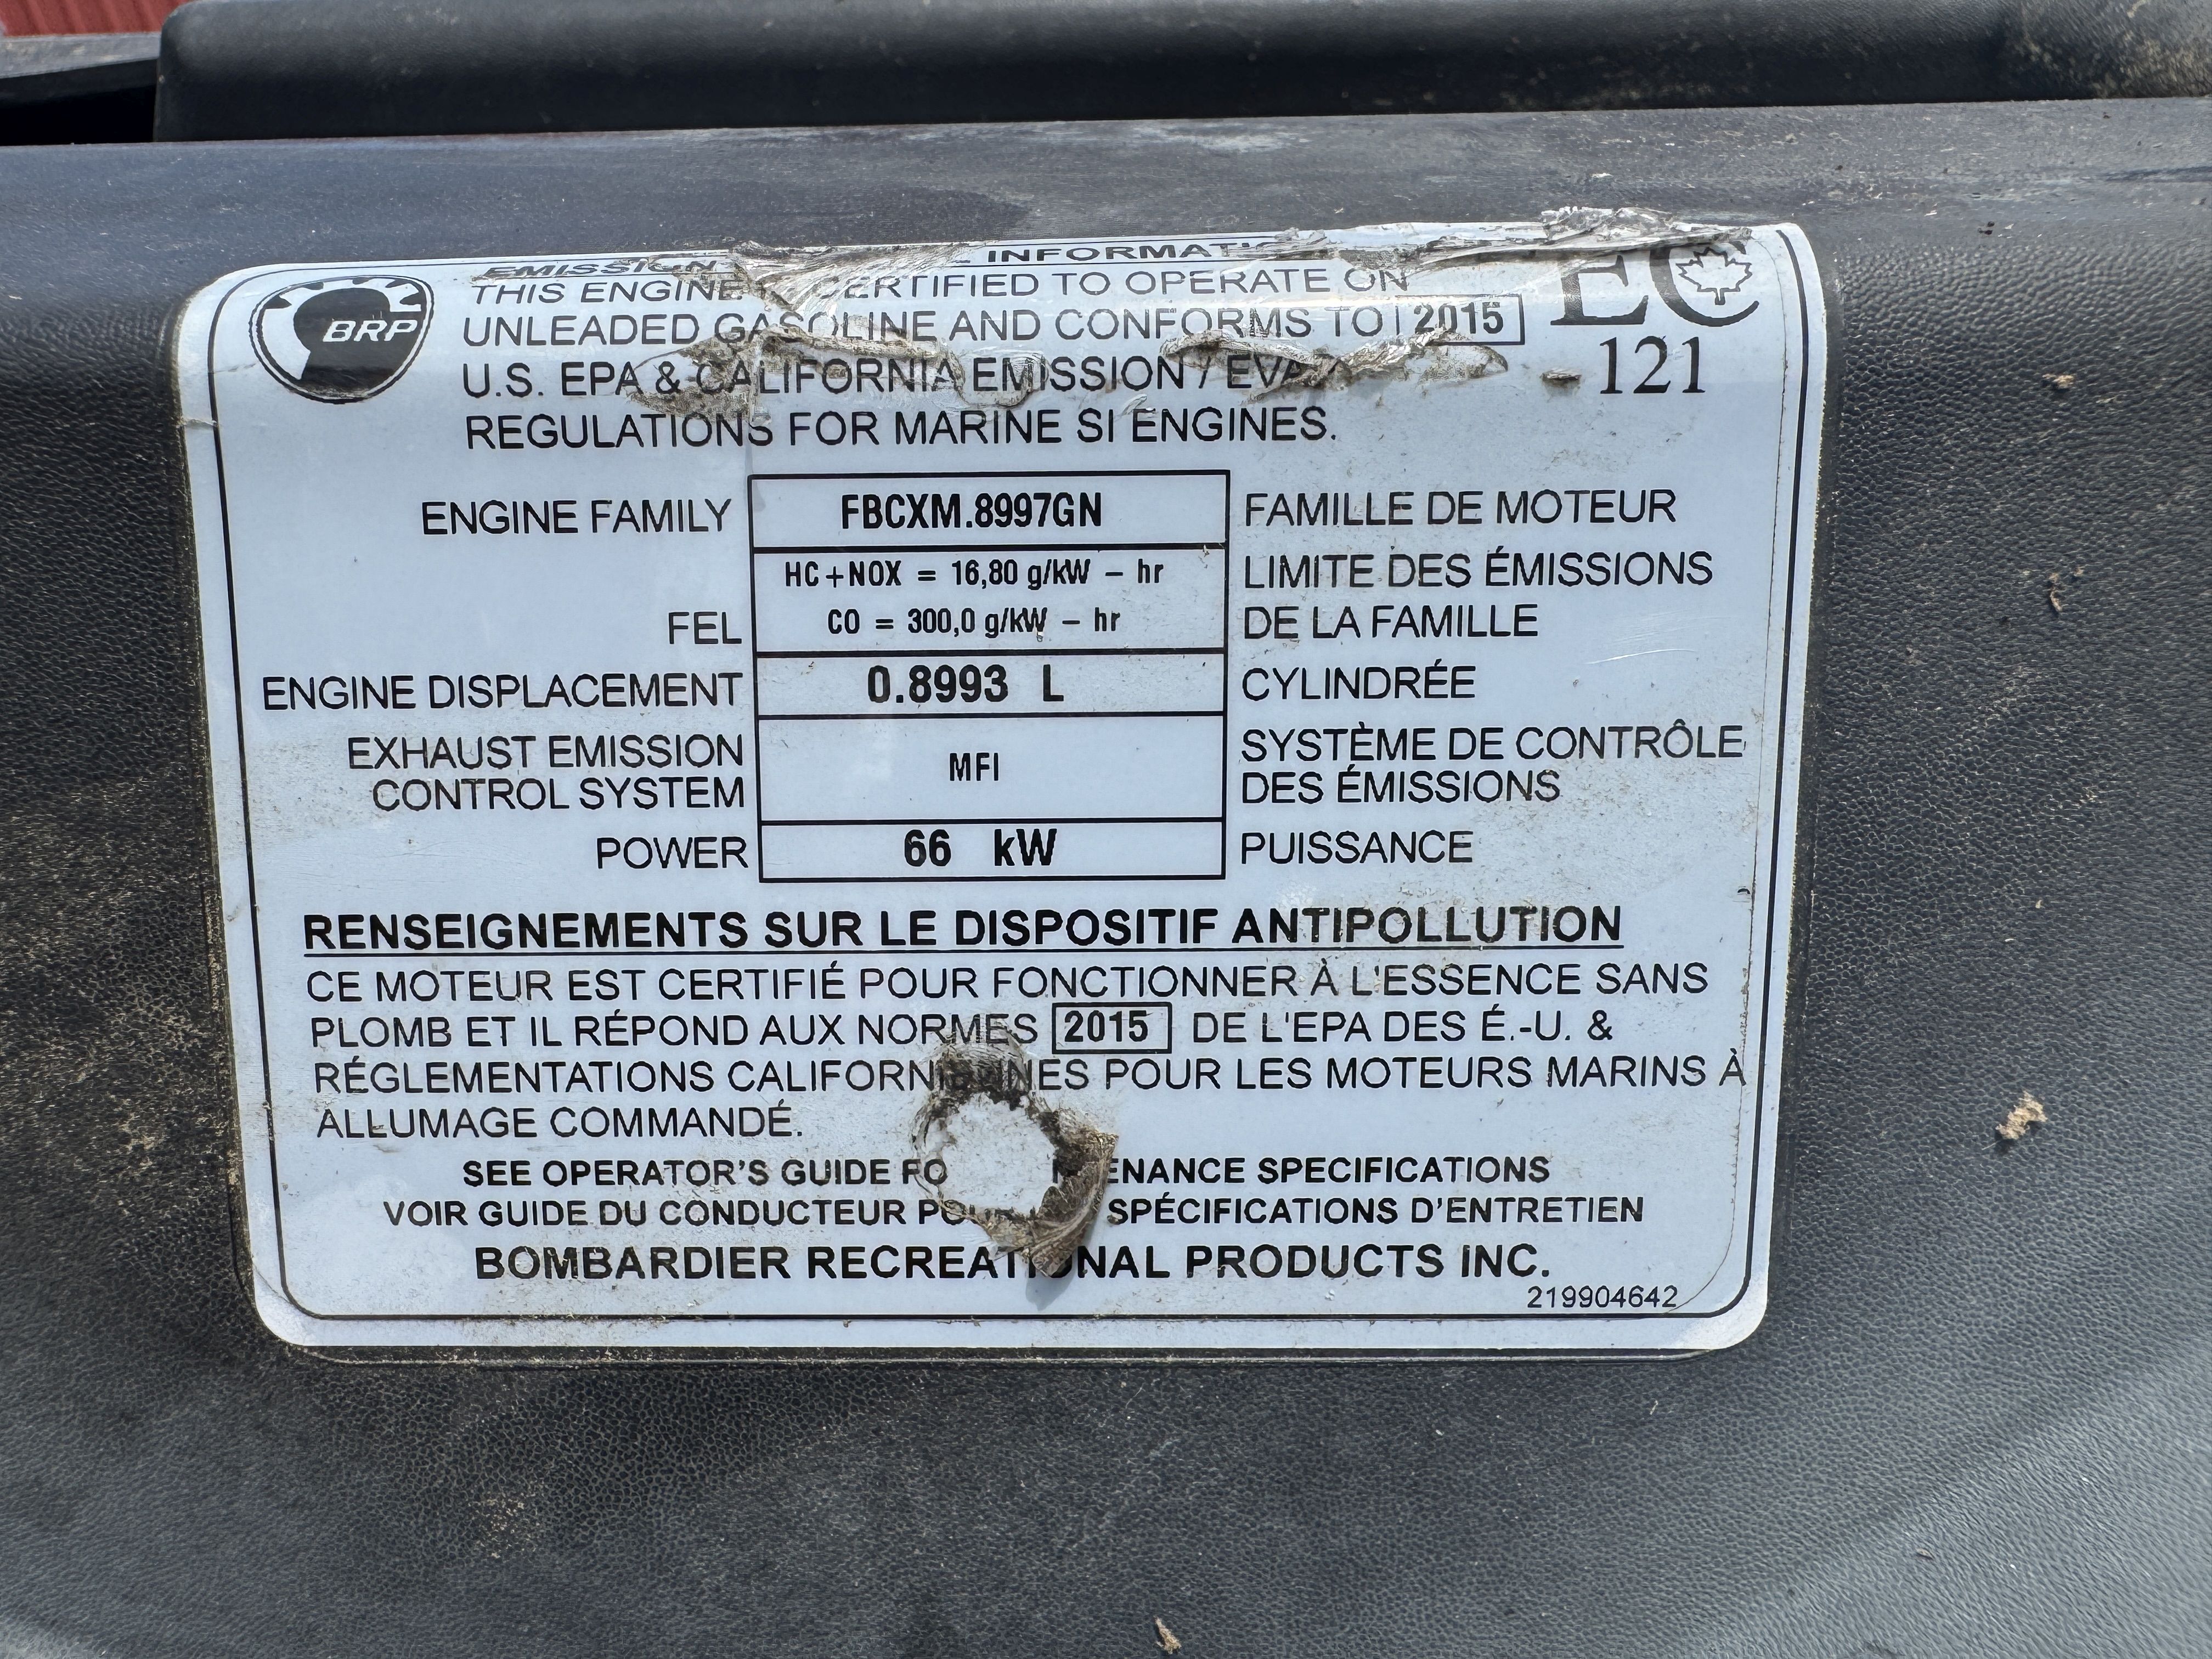 BRP
INFORMATI
THIS ENGINE CERTIFIED TO OPERATE ON
UNLEADED GASOLINE AND CONFORMS TO 2015
U.S. EPA & CALIFORNIA EMISSION /
REGULATIONS FOR MARINE SI ENGINES.
EC
121
ENGINE FAMILY FBCXM.8997GN FAMILLE DE MOTEUR
HC+NOX = 16,80 g/kW – hr LIMITE DES ÉMISSIONS
FEL CO = 300,0 g/kW – hr DE LA FAMILLE
ENGINE DISPLACEMENT 0.8993 L CYLINDRÉE
EXHAUST EMISSION CONTROL SYSTEM MFI SYSTÈME DE CONTRÔLE DES ÉMISSIONS
POWER 66 kW PUISSANCE
RENSEIGNEMENTS SUR LE DISPOSITIF ANTIPOLLUTION
CE MOTEUR EST CERTIFIÉ POUR FONCTIONNER À L'ESSENCE SANS
PLOMB ET IL RÉPOND AUX NORMES 2015 DE L'EPA DES É.-U. &
RÉGLEMENTATIONS CALIFORNIENNES POUR LES MOTEURS MARINS À
ALLUMAGE COMMANDÉ.
SEE OPERATOR'S GUIDE FO ENANCE SPECIFICATIONS
VOIR GUIDE DU CONDUCTEUR SPÉCIFICATIONS D'ENTRETIEN
BOMBARDIER RECREATIONAL PRODUCTS INC.
219904642